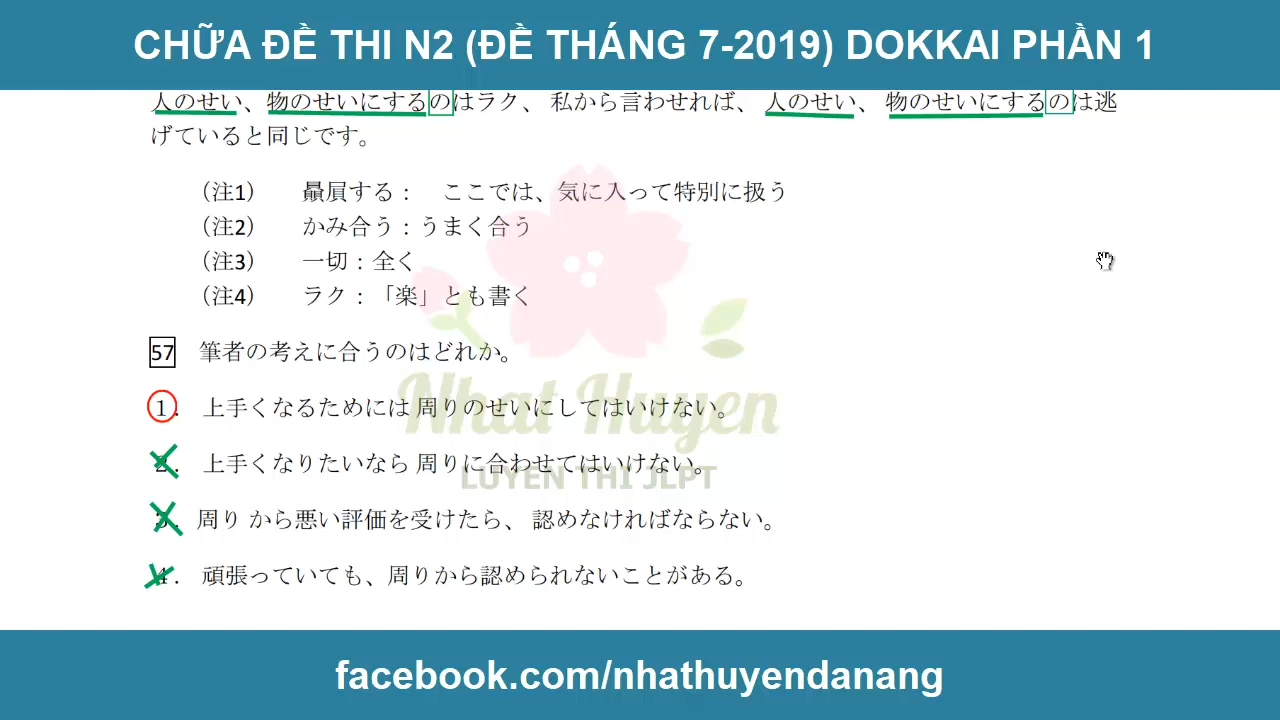 CHỮA ĐỀ THI N2 (ĐỀ THÁNG 7-2019) DOKKAI PHẦN 1
人のせい、物のせいにするのはラク、私から言わせれば、人のせい、物のせいにするのは逃
げていると同じです。
（注1） 贔屓する： ここでは、気に入って特別に扱う
（注2） かみ合う：うまく合う
（注3） 一切：全く
（注4） ラク：「楽」とも書く
57 筆者の考えに合うのはどれか。
1． 上手くなるためには 周りのせいにしてはいけない。
2． 上手くなりたいなら 周りに合わせてはいけない。
3．周り から悪い評価を受けたら、 認めなければならない。
4． 頑張っていても、周りから認められないことがある。
Nhat Huyen
LUYEN THI JLPT
facebook.com/nhathuyendanang